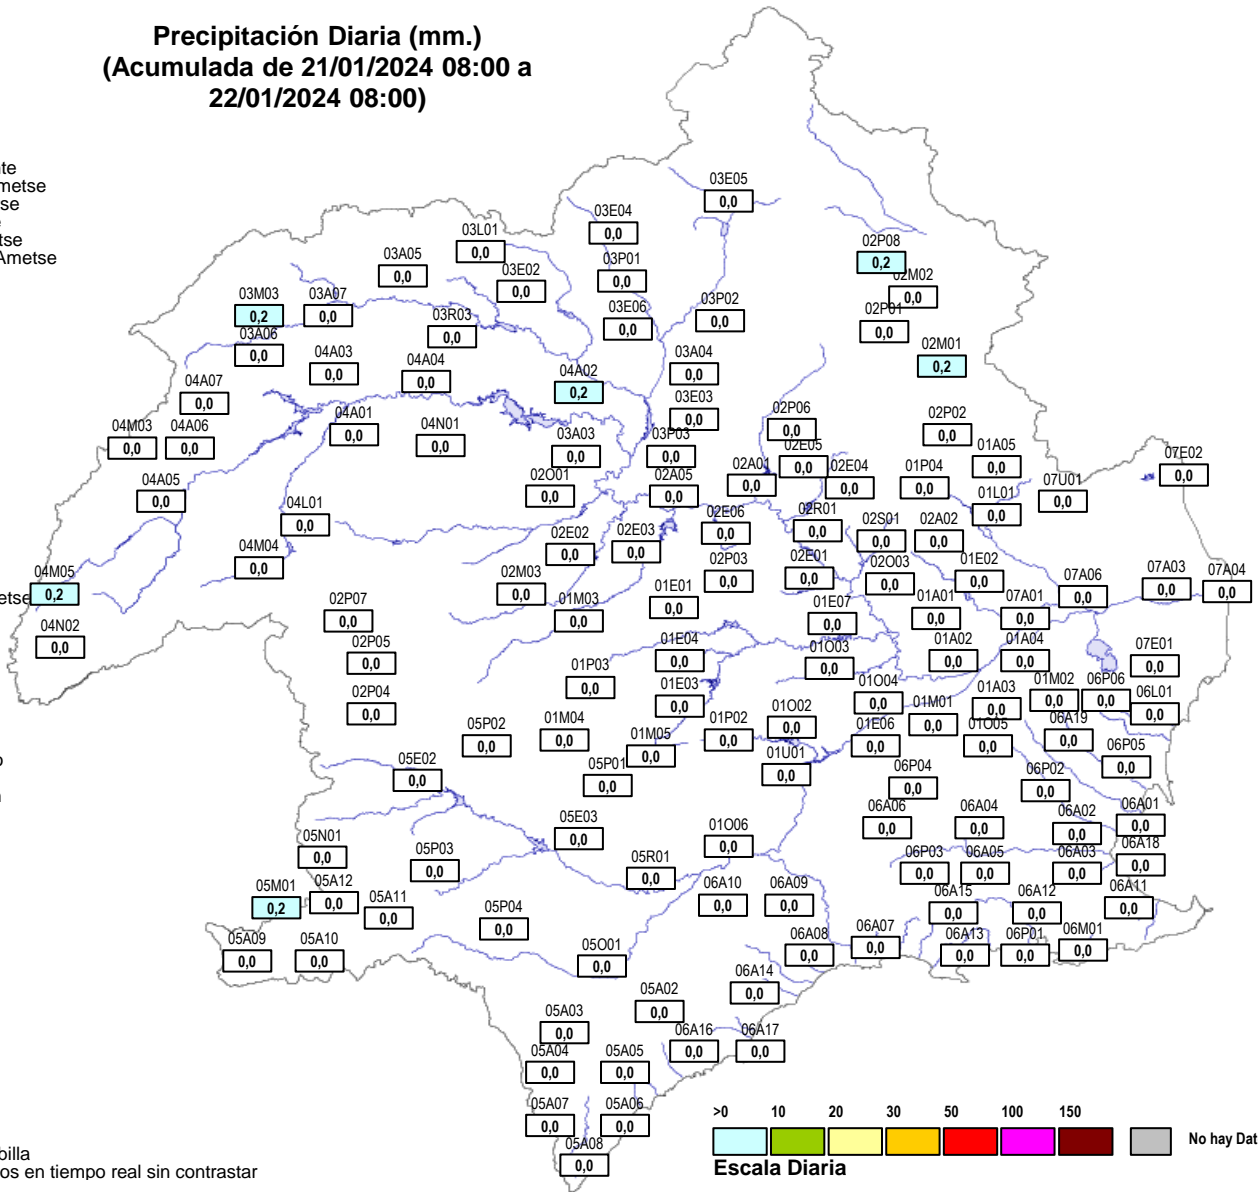 Precipitación Diaria (mm.)
(Acumulada de 21/01/2024 08:00 a
22/01/2024 08:00)
nte
metse
tse
e
tse
Ametse
03E05
0,0
03E04
0,0
03L01
0,0
02P08
0,2
03A05
0,0
03P01
0,0
03E02
0,0
02M02
0,0
03M03
0,2
03A07
0,0
03P02
0,0
03E06
0,0
02P01
0,0
03R03
0,0
03A06
0,0
02M01
0,2
04A03
0,0
04A04
0,0
03A04
0,0
04A02
0,2
04A07
0,0
03E03
0,0
04A01
0,0
02P06
0,0
02P02
0,0
04M03
0,0
04A06
0,0
04N01
0,0
03A03
0,0
03P03
0,0
02E05
0,0
01A05
0,0
07E02
0,0
02O01
0,0
02A05
0,0
02A01
0,0
02E04
0,0
01P04
0,0
04A05
0,0
07U01
0,0
01L01
0,0
04L01
0,0
02E06
0,0
02R01
0,0
02S01
0,0
02A02
0,0
02E02
0,0
02E03
0,0
04M04
0,0
02P03
0,0
02E01
0,0
02O03
0,0
01E02
0,0
04M05
0,2
etse
02M03
0,0
07A06
0,0
07A03
0,0
07A04
0,0
02P07
0,0
01M03
0,0
01E01
0,0
01E07
0,0
01A01
0,0
07A01
0,0
04N02
0,0
02P05
0,0
01E04
0,0
01O03
0,0
01A02
0,0
01A04
0,0
07E01
0,0
01P03
0,0
02P04
0,0
01E03
0,0
01O04
0,0
01A03
0,0
01M02
0,0
06P06
0,0
06L01
0,0
05P02
0,0
01M04
0,0
01P02
0,0
01O02
0,0
01M01
0,0
01M05
0,0
01E06
0,0
01O05
0,0
06A19
0,0
o
05E02
0,0
05P01
0,0
01U01
0,0
06P04
0,0
06P02
0,0
06P05
0,0
05E03
0,0
01O06
0,0
06A06
0,0
06A04
0,0
06A02
0,0
06A01
0,0
05N01
0,0
05P03
0,0
05R01
0,0
06P03
0,0
06A05
0,0
06A03
0,0
06A18
0,0
05M01
0,2
05A12
0,0
05A11
0,0
06A10
0,0
06A09
0,0
06A15
0,0
06A12
0,0
06A11
0,0
05P04
0,0
05A09
0,0
05A10
0,0
05O01
0,0
06A08
0,0
06A07
0,0
06A13
0,0
06P01
0,0
06M01
0,0
06A14
0,0
05A02
0,0
05A03
0,0
06A16
0,0
06A17
0,0
05A04
0,0
05A05
0,0
05A07
0,0
05A06
0,0
05A08
0,0
>0 10 20 30 50 100 150
No hay Dat
Escala Diaria
billa
os en tiempo real sin contrastar